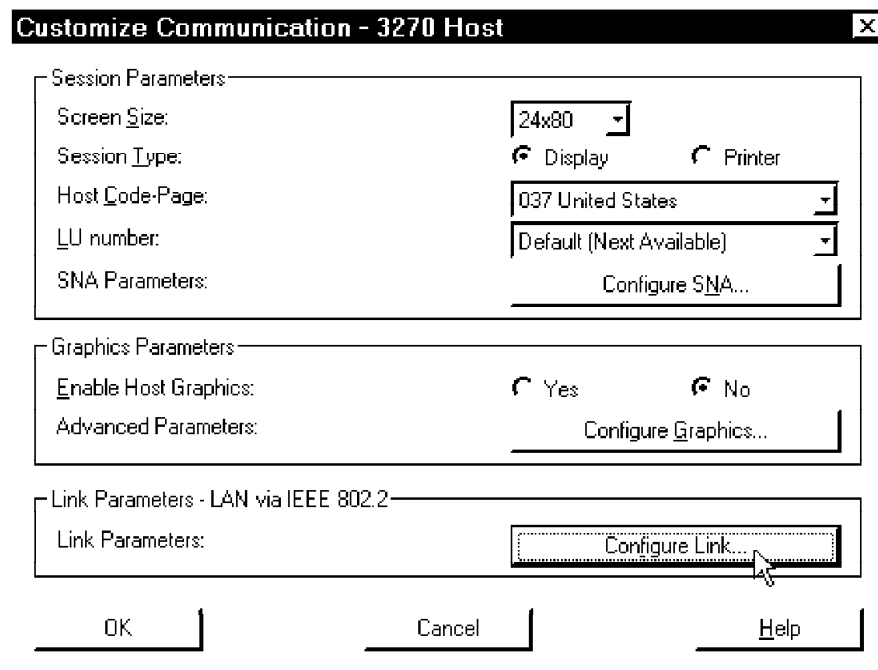 Customize Communication - 3270 Host
Session Parameters
Screen Size: 24x80
Session Type: Display Printer
Host Code-Page: 037 United States
LU number: Default (Next Available)
SNA Parameters: Configure SNA...
Graphics Parameters
Enable Host Graphics: Yes No
Advanced Parameters: Configure Graphics...
Link Parameters - LAN via IEEE 802.2
Link Parameters: Configure Link...
OK Cancel Help